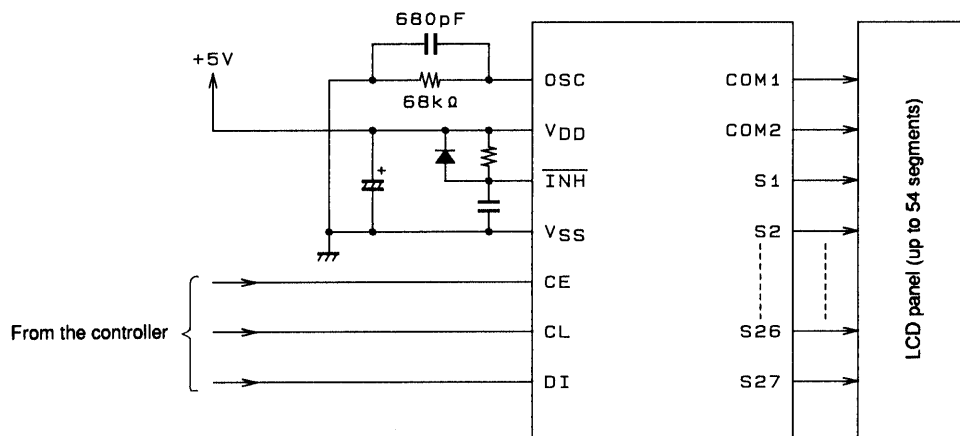 680pF
+5V
68kΩ
OSC
VDD
INH
VSS
CE
CL
DI
From the controller
COM1
COM2
S1
S2
S26
S27
LCD panel (up to 54 segments)
+